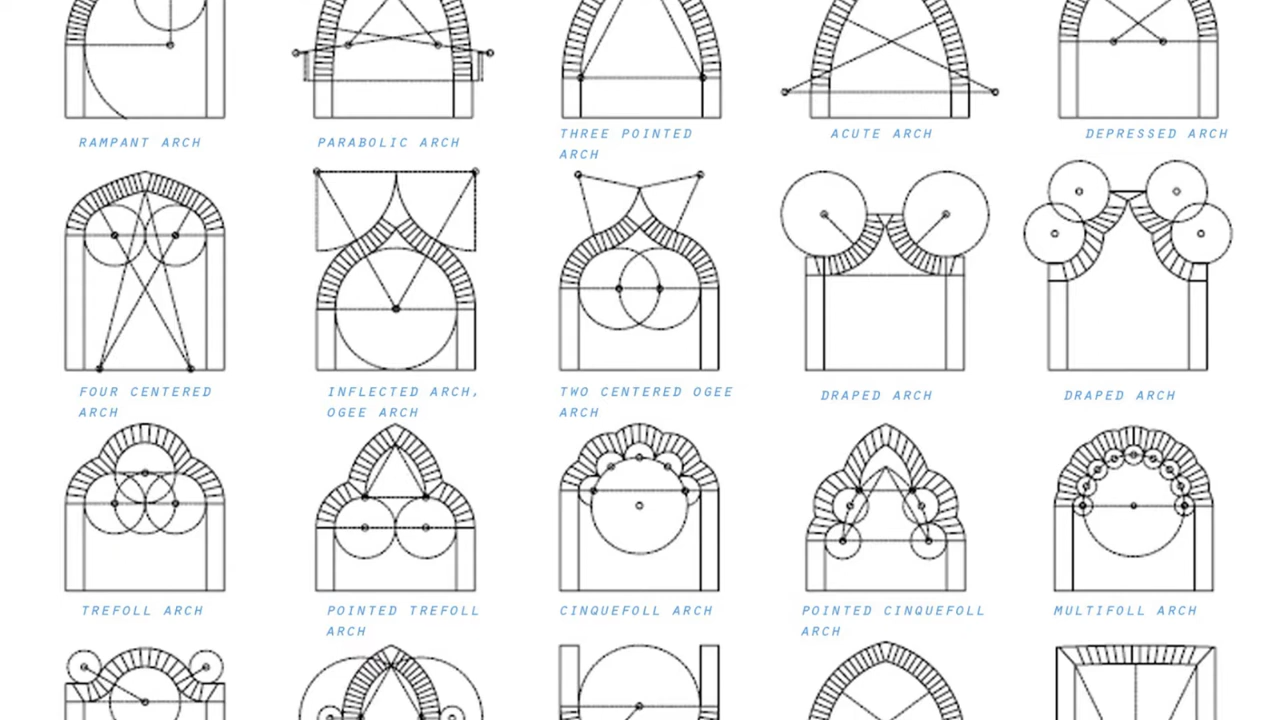 RAMPANT ARCH
PARABOLIC ARCH
THREE POINTED
ARCH
ACUTE ARCH
DEPRESSED ARCH
FOUR CENTERED
ARCH
INFLECTED ARCH,
OGEE ARCH
TWO CENTERED OGEE
ARCH
DRAPED ARCH
DRAPED ARCH
TREFOLL ARCH
POINTED TREFOLL
ARCH
CINQUEFOLL ARCH
POINTED CINQUEFOLL
ARCH
MULTIFOLL ARCH